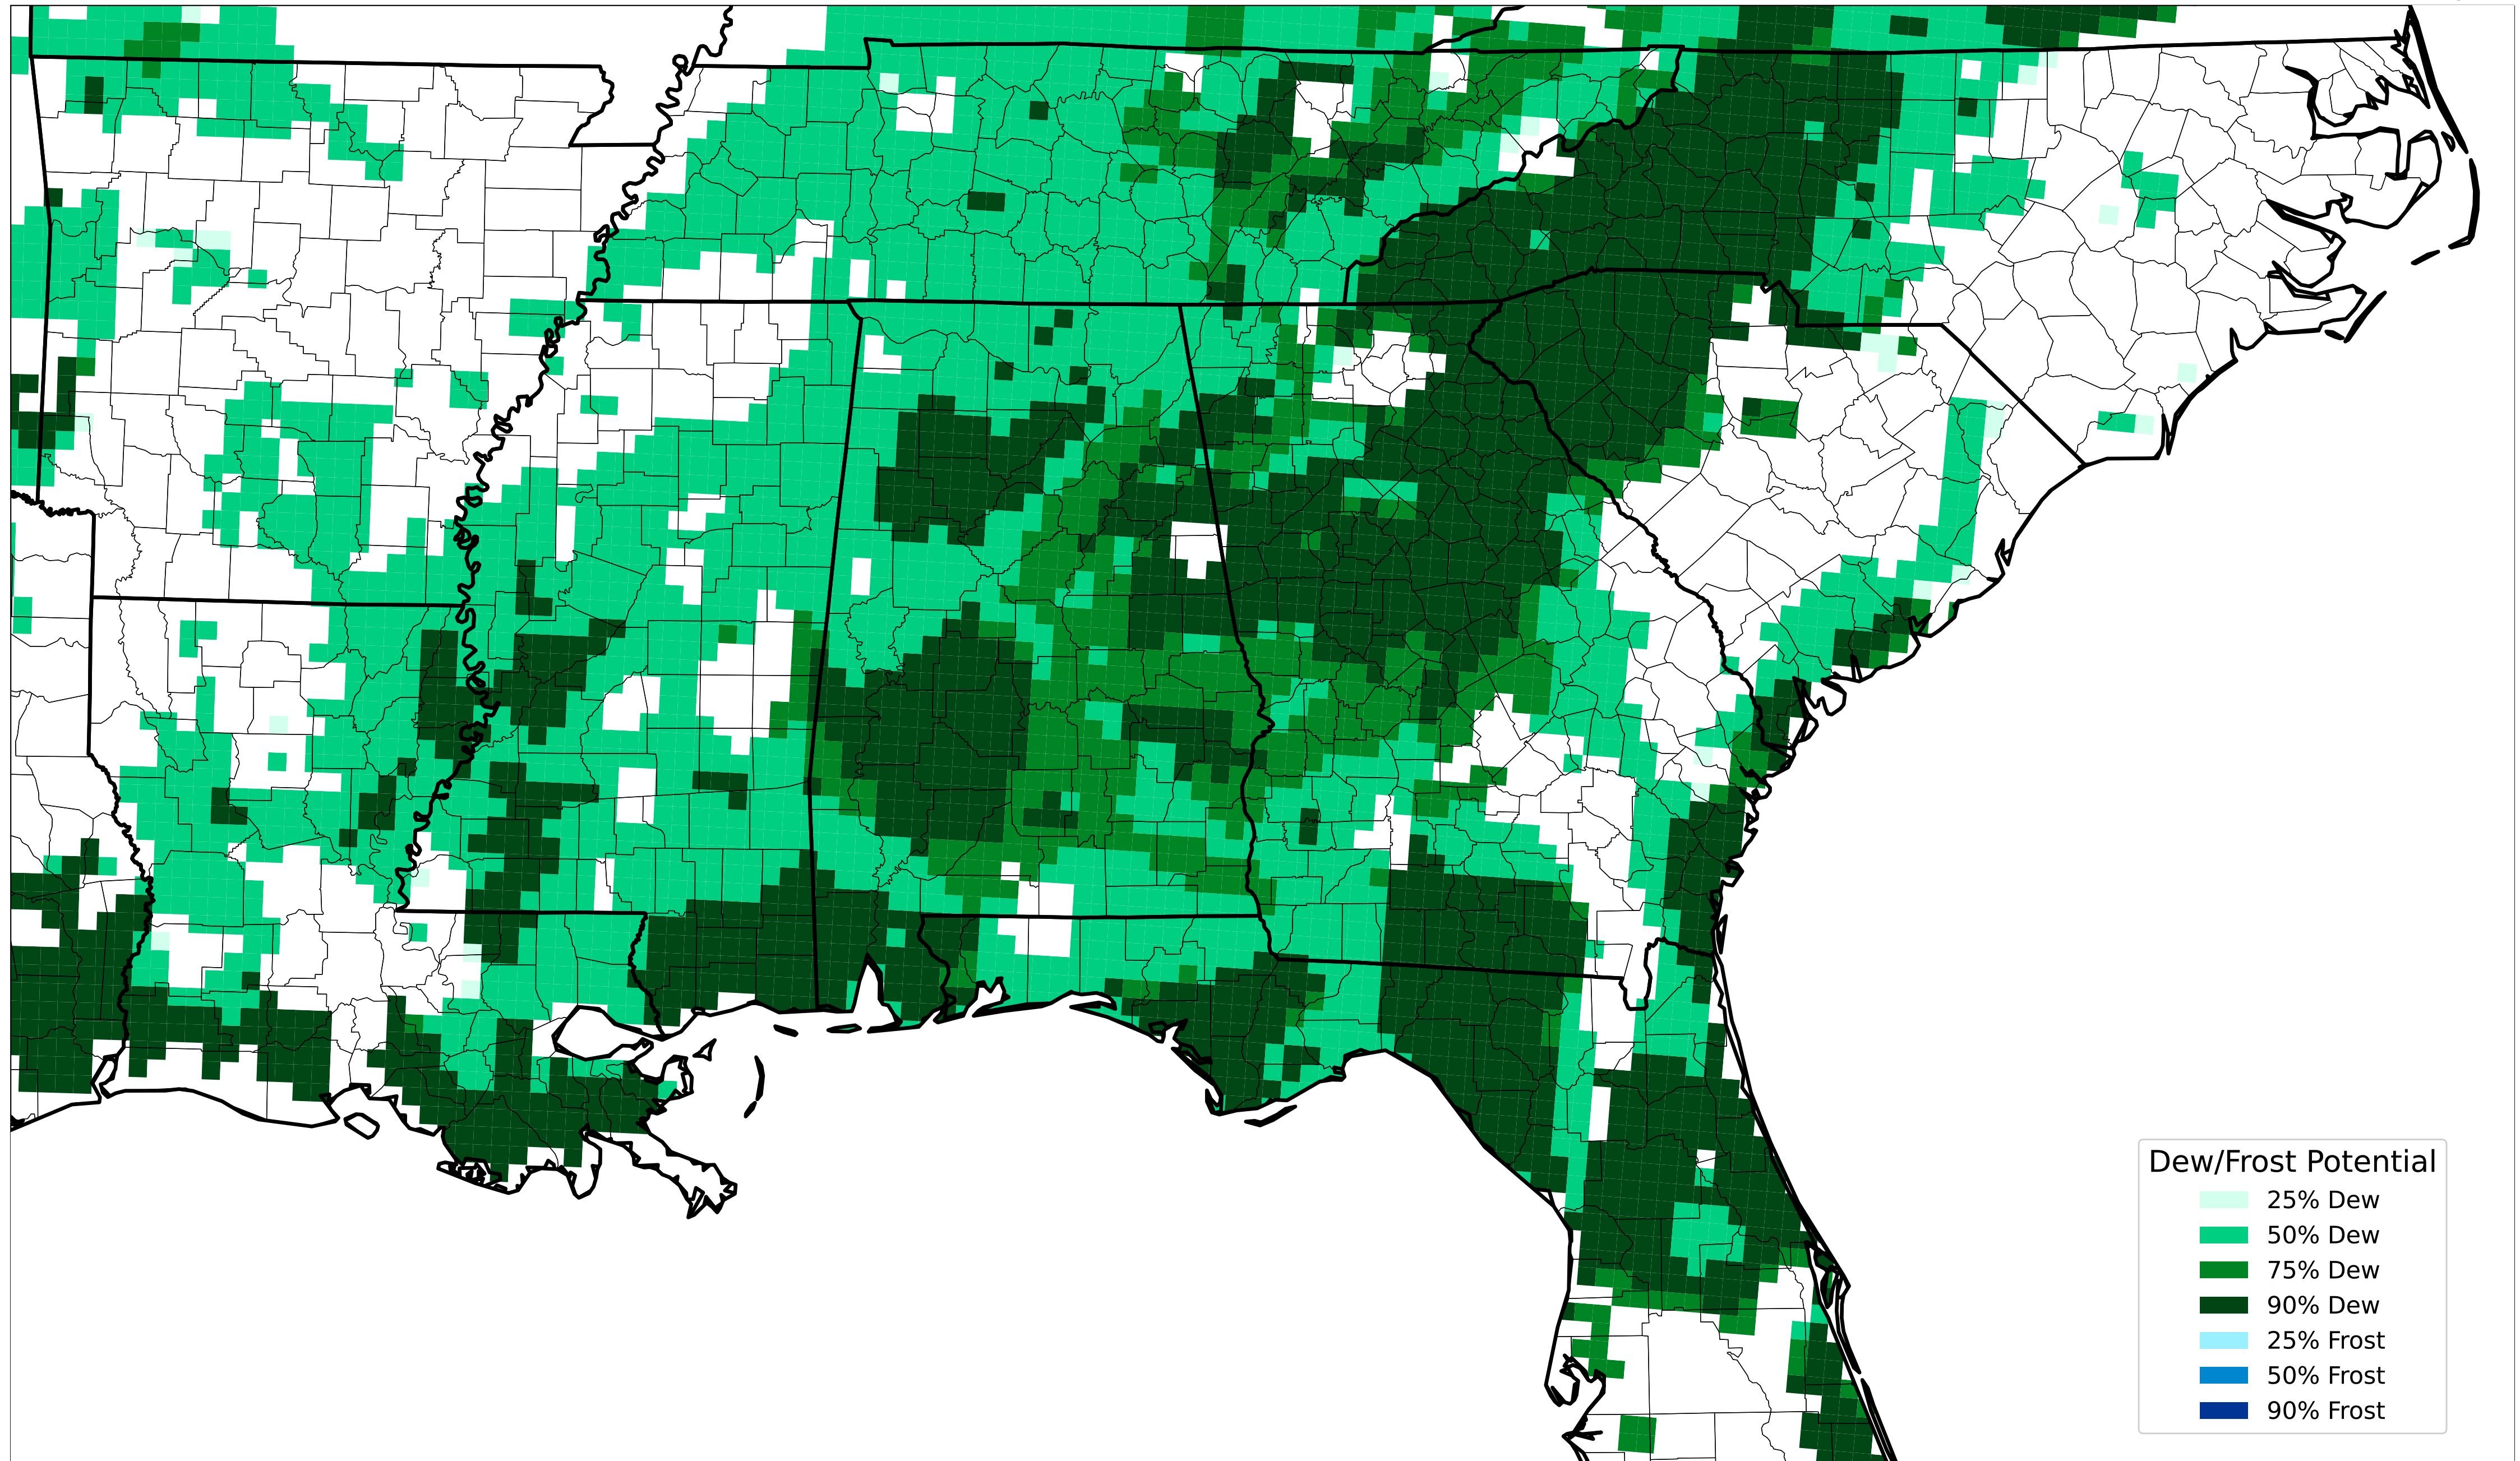 Dew/Frost Potential
25% Dew
50% Dew
75% Dew
90% Dew
25% Frost
50% Frost
90% Frost